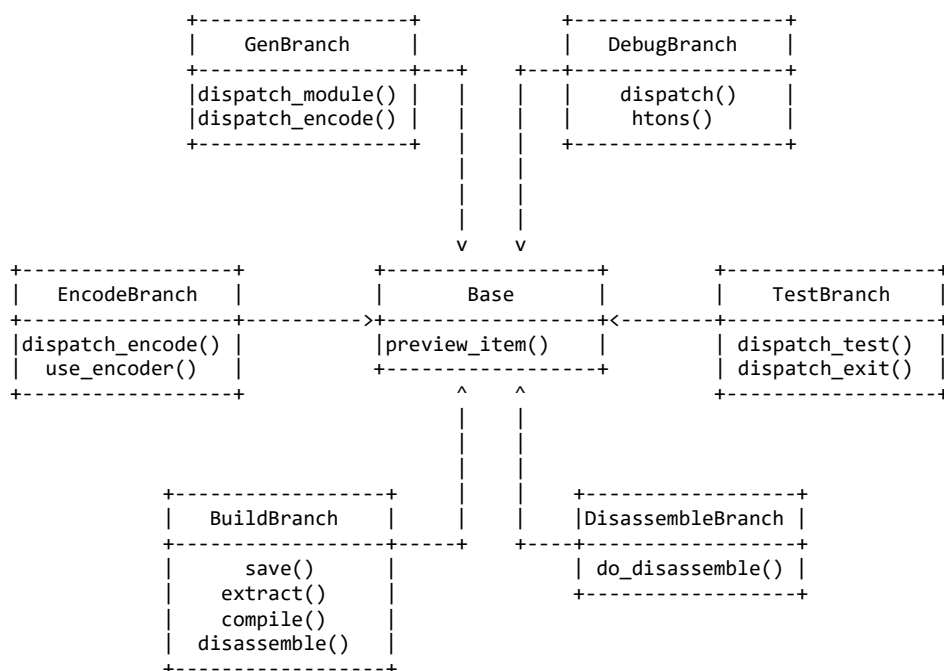 GenBranch
dispatch_module()
dispatch_encode()
DebugBranch
dispatch()
htons()
EncodeBranch
dispatch_encode()
use_encoder()
Base
preview_item()
TestBranch
dispatch_test()
dispatch_exit()
BuildBranch
save()
extract()
compile()
disassemble()
DisassembleBranch
do_disassemble()